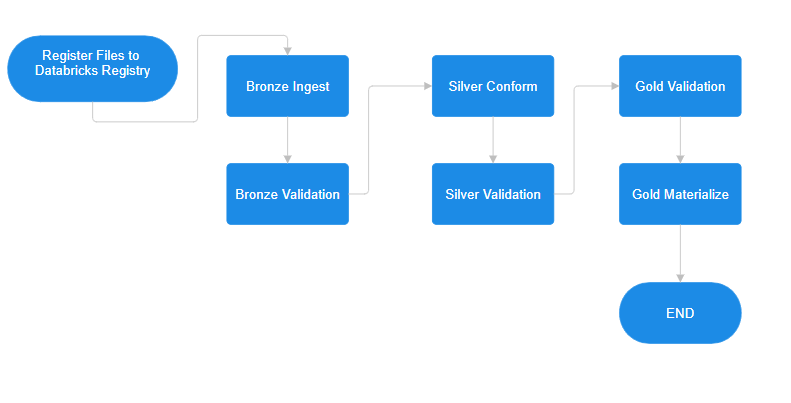 Register Files to
Databricks Registry
Bronze Ingest
Bronze Validation
Silver Conform
Silver Validation
Gold Validation
Gold Materialize
END